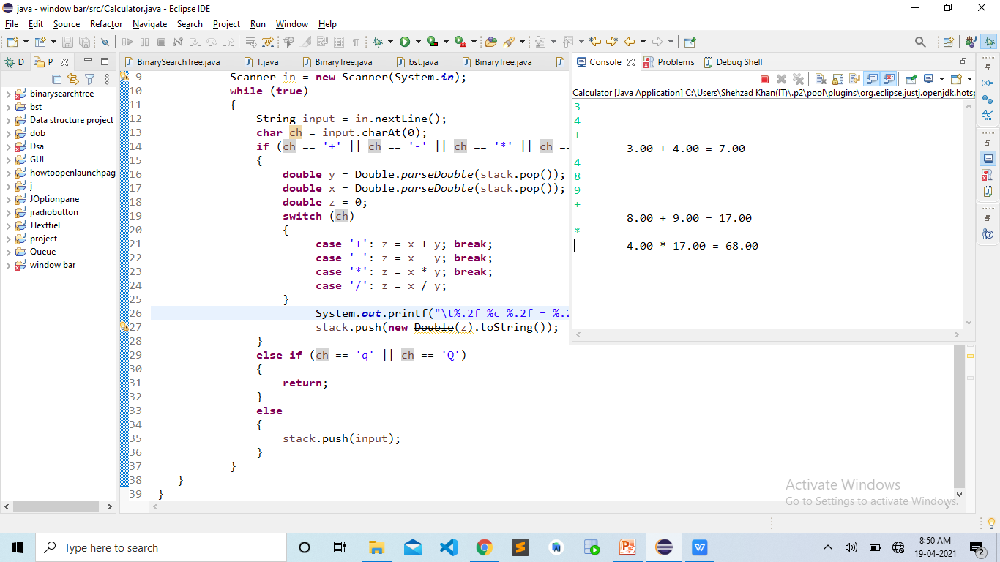 java - window bar/src/Calculator.java - Eclipse IDE
File Edit Source Refactor Navigate Search Project Run Window Help
D P BinarySearchTree.java T.java BinaryTree.java bst.java BinaryTree.java Console Problems Debug Shell
Calculator [Java Application] C:\Users\Shehzad Khan(IT)\.p2\pool\plugins\org.eclipse.justj.openjdk.hotsp
binarysearchtree
bst
Data structure project
dob
Dsa
GUI
howtoopenlaunchpag
j
JOptionpane
jradiobutton
JTextfiel
project
Queue
window bar
9 Scanner in = new Scanner(System.in);
10 while (true)
11 {
12 String input = in.nextLine();
13 char ch = input.charAt(0);
14 if (ch == '+' || ch == '-' || ch == '*' || ch ==
15 {
16 double y = Double.parseDouble(stack.pop());
17 double x = Double.parseDouble(stack.pop());
18 double z = 0;
19 switch (ch)
20 {
21 case '+': z = x + y; break;
22 case '-': z = x - y; break;
23 case '*': z = x * y; break;
24 case '/': z = x / y;
25 }
26 System.out.printf("\t%.2f %c %.2f = %.2
27 stack.push(new Double(z).toString());
28 }
29 else if (ch == 'q' || ch == 'Q')
30 {
31 return;
32 }
33 else
34 {
35 stack.push(input);
36 }
37 }
38 }
39 }
3
4
+
3.00 + 4.00 = 7.00
4
8
9
+
8.00 + 9.00 = 17.00
*
4.00 * 17.00 = 68.00
Activate Windows
Go to Settings to activate Windows.
Type here to search
8:50 AM
19-04-2021
2